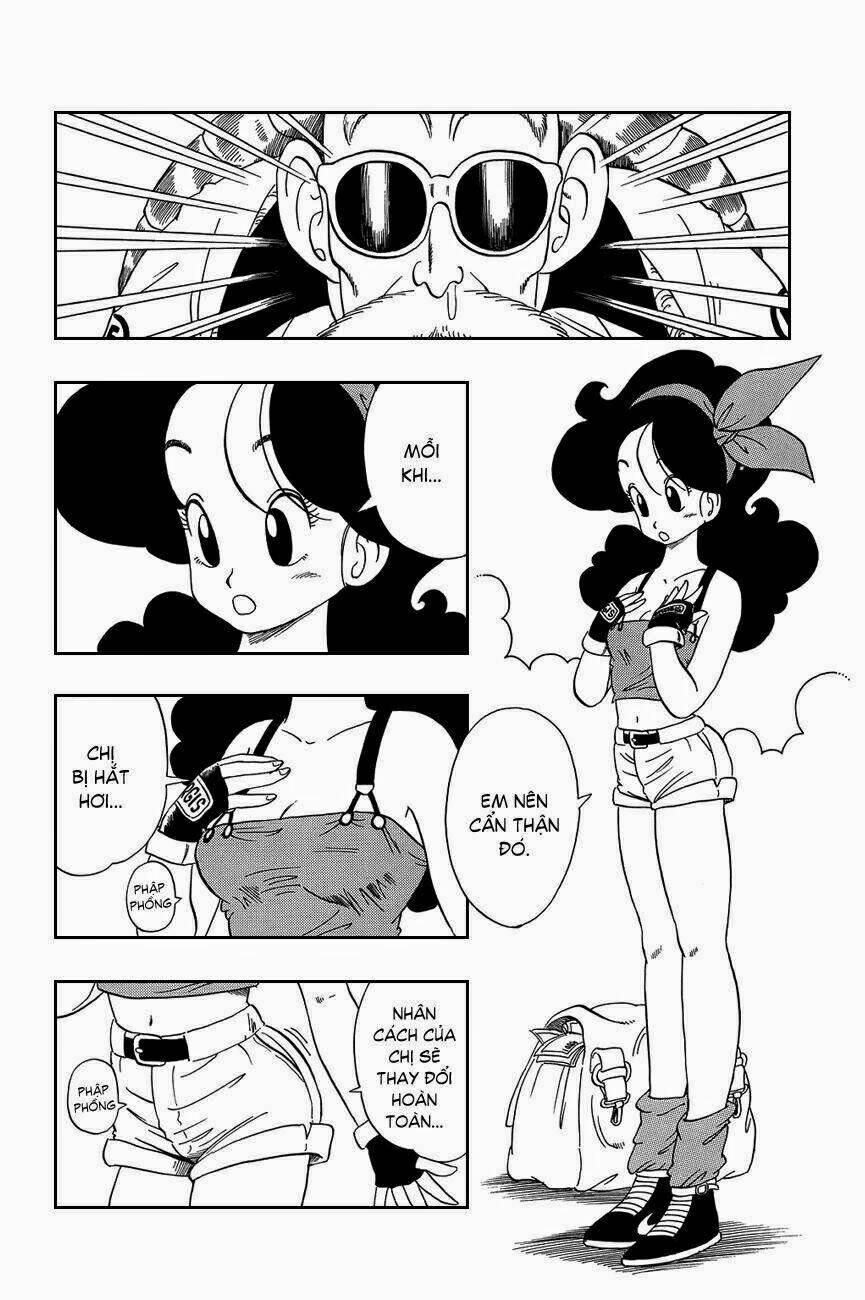 MỖI
KHI...
CHỊ
BỊ HẮT
HƠI...
PHẬP
PHỒNG
NHÂN
CÁCH CỦA
CHỊ SẼ
THAY ĐỔI
HOÀN
TOÀN...
PHẬP
PHỒNG
EM NÊN
CẨN THẬN
ĐÓ.